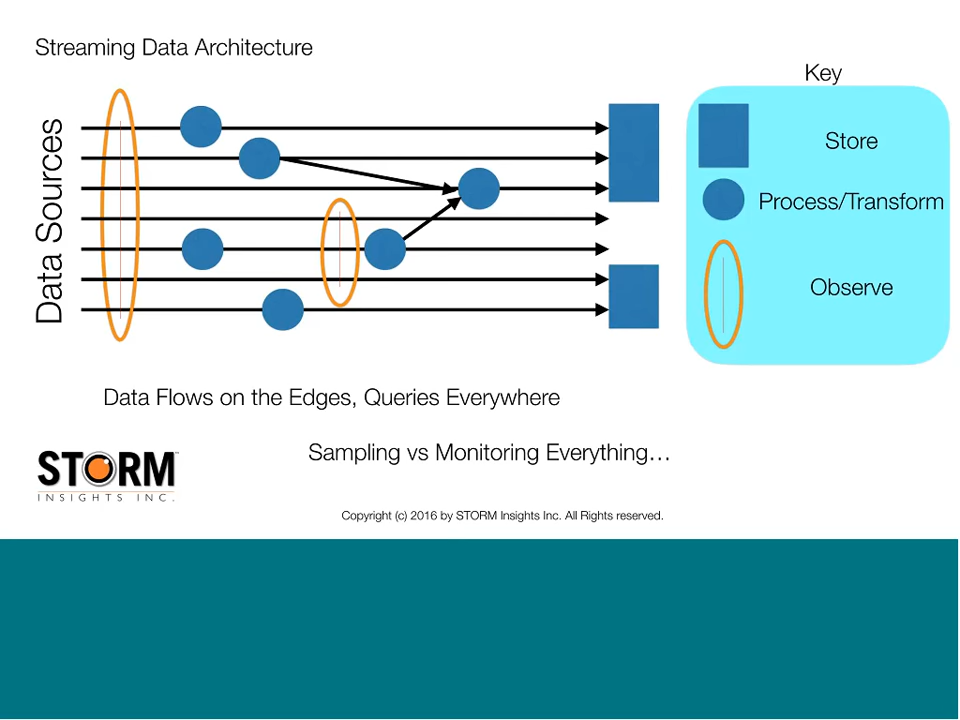 Streaming Data Architecture
Key
Data Sources
Store
Process/Transform
Observe
Data Flows on the Edges, Queries Everywhere
Sampling vs Monitoring Everything…
STORM™
INSIGHTS INC.
Copyright (c) 2016 by STORM Insights Inc. All Rights reserved.